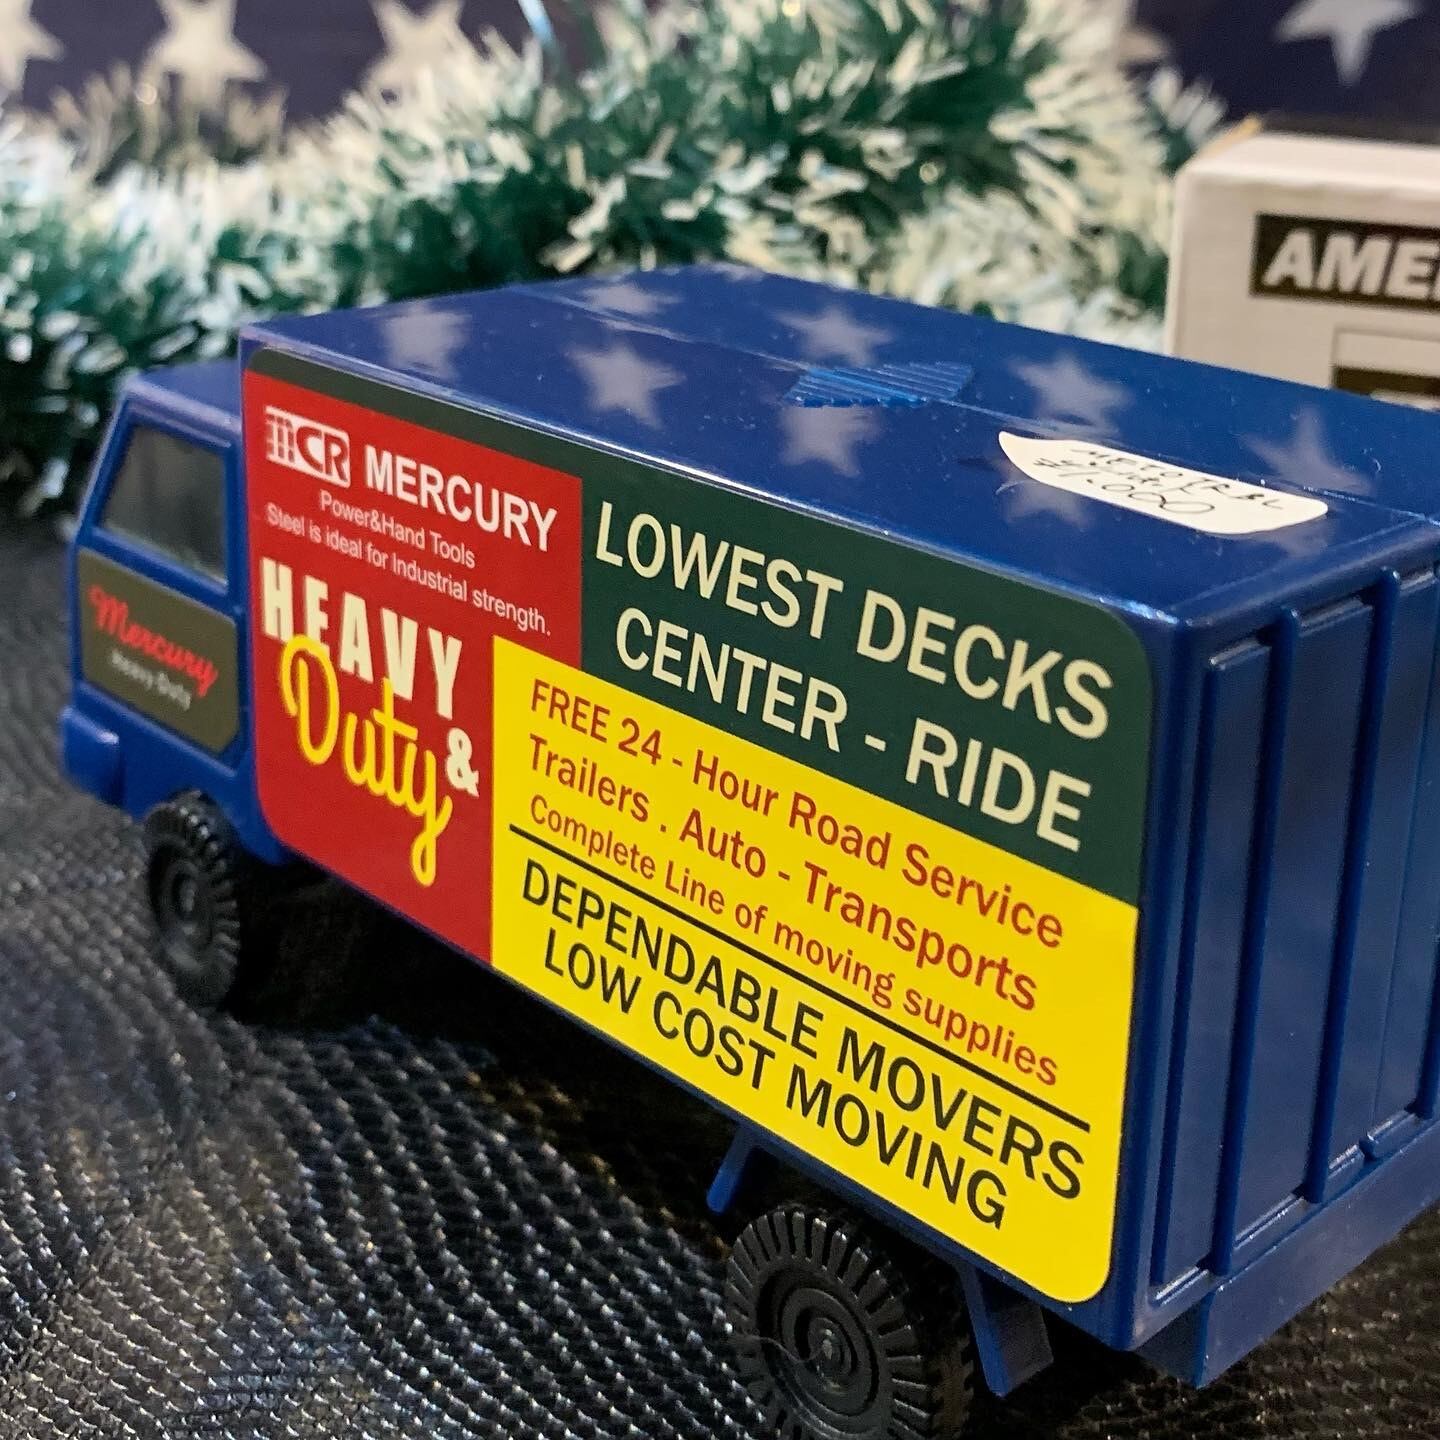 AME
MCR MERCURY
Power&Hand Tools
Steel is ideal for Industrial strength.
HEAVY
Duty &
LOWEST DECKS
CENTER - RIDE
FREE 24 - Hour Road Service
Trailers . Auto - Transports
Complete Line of moving supplies
DEPENDABLE MOVERS
LOW COST MOVING
Mercury
Heavy Duty